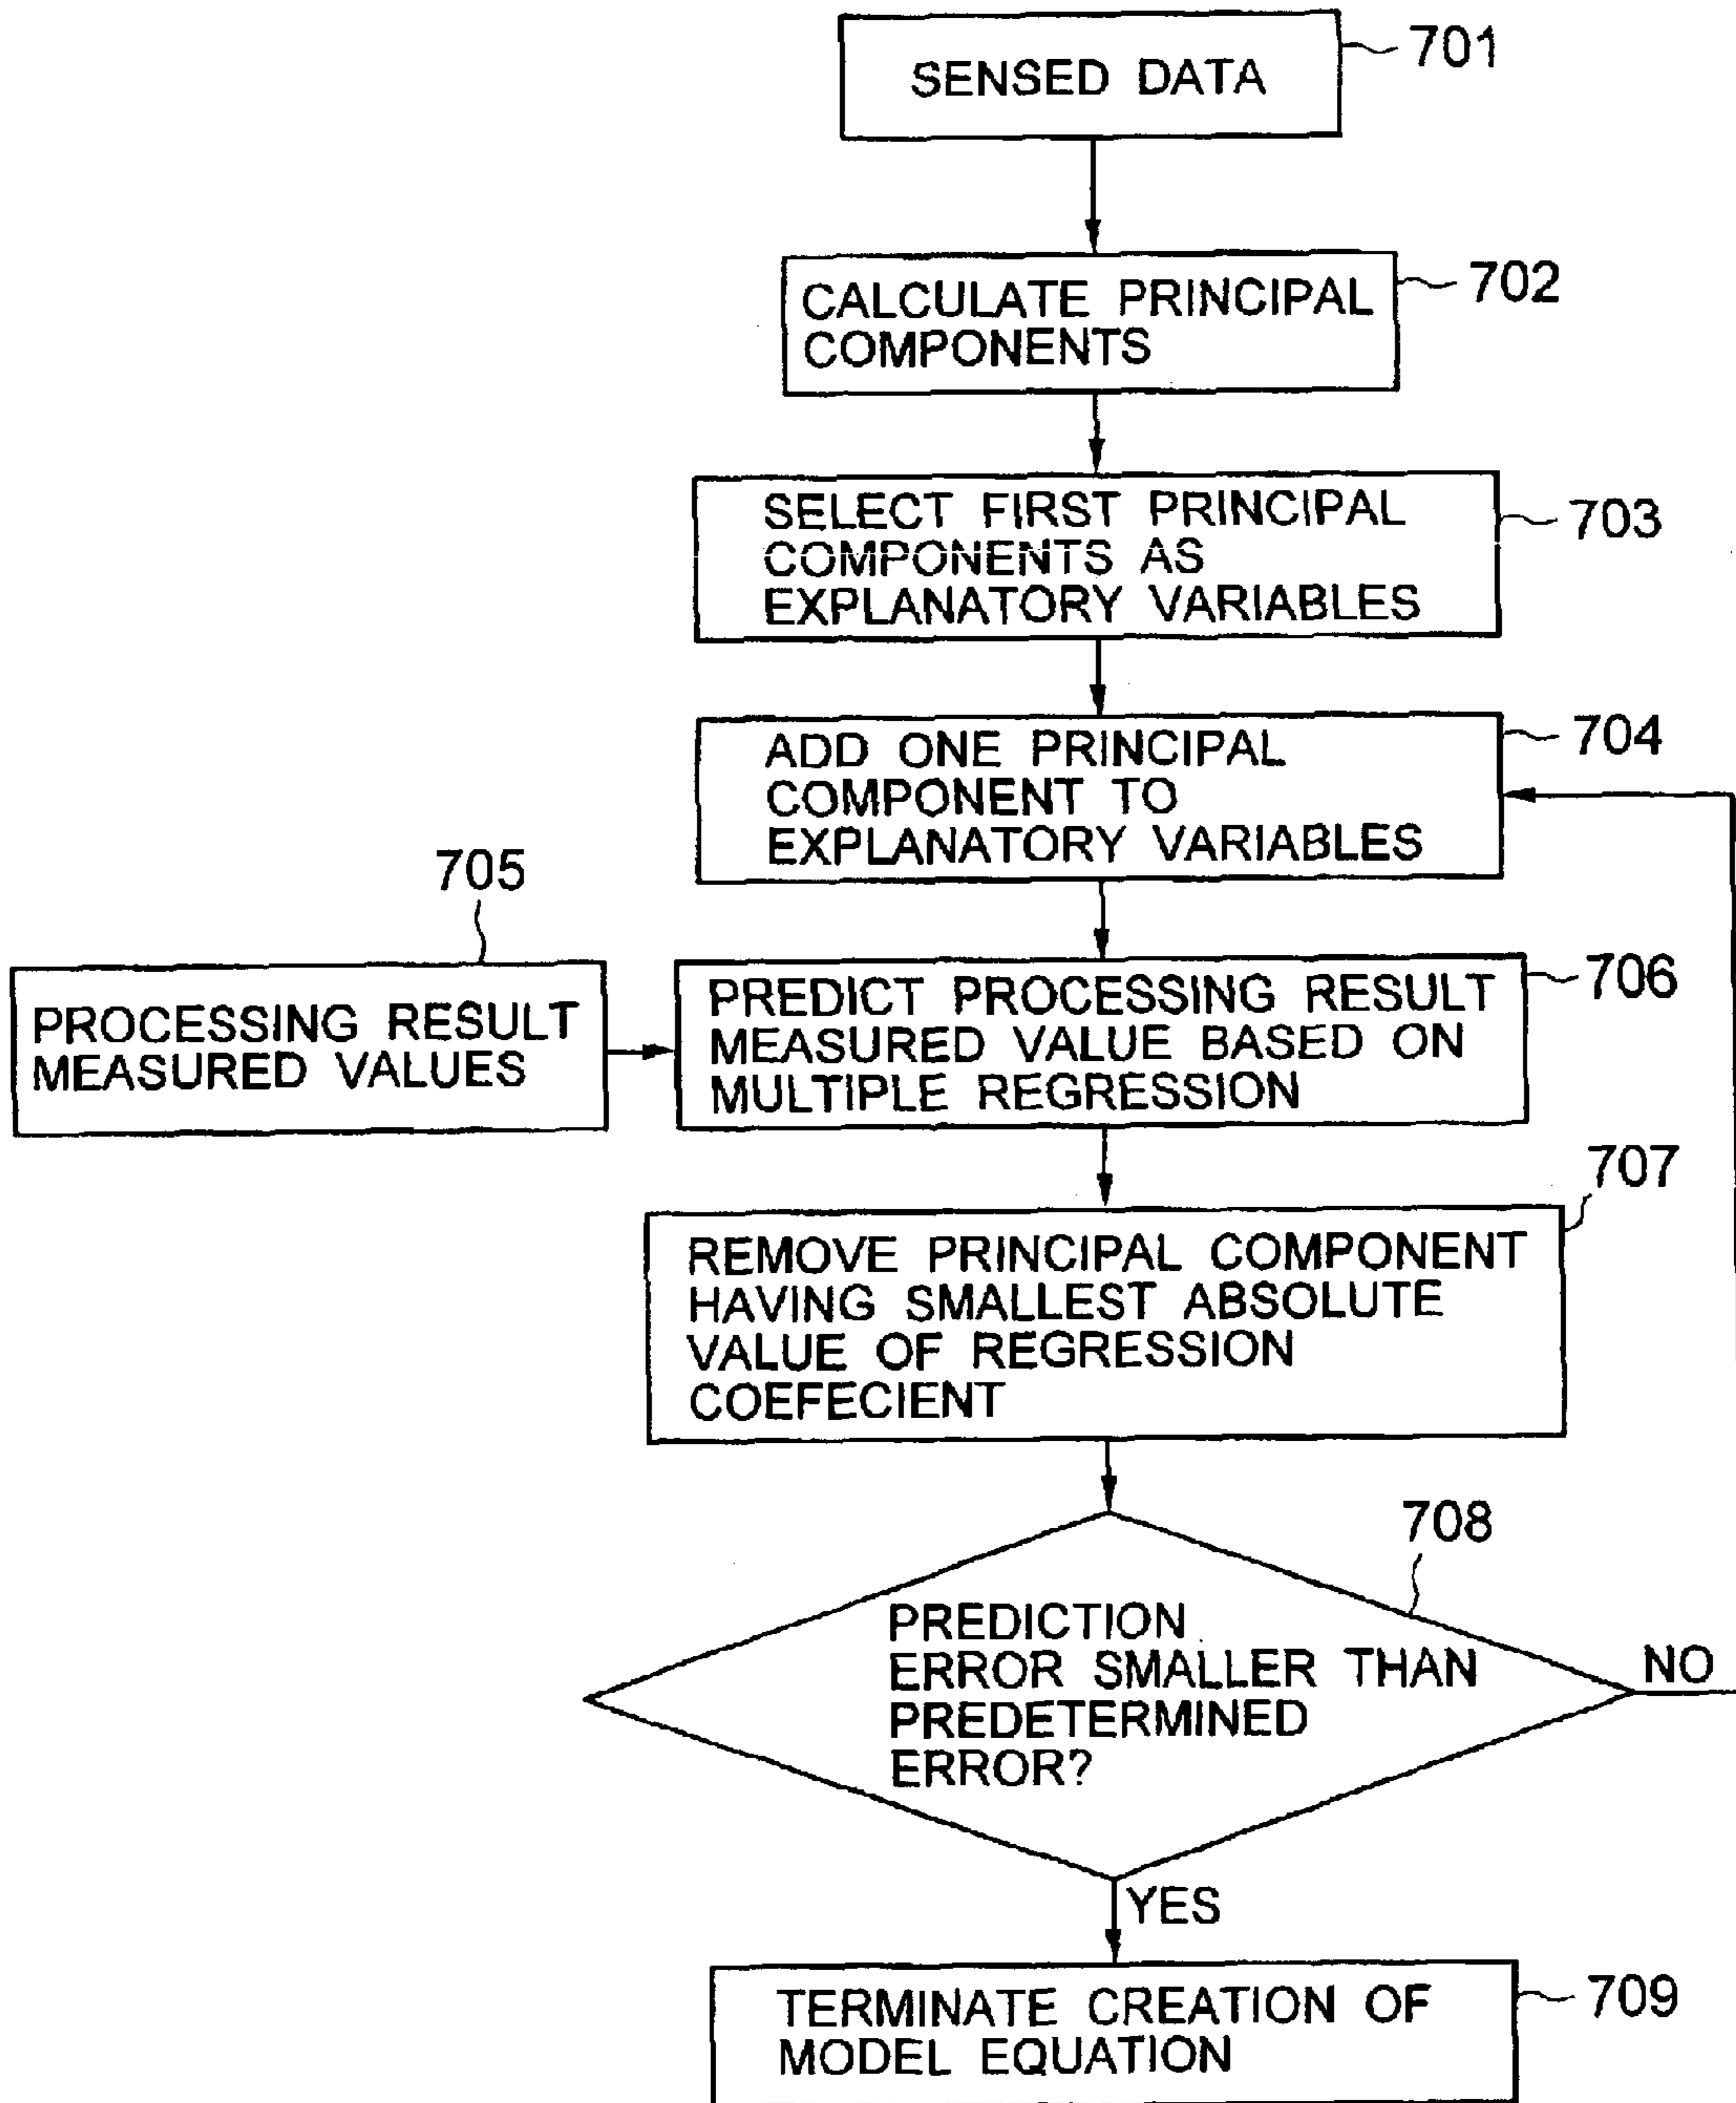 701
SENSED DATA
702
CALCULATE PRINCIPAL
COMPONENTS
703
SELECT FIRST PRINCIPAL
COMPONENTS AS
EXPLANATORY VARIABLES
704
ADD ONE PRINCIPAL
COMPONENT TO
EXPLANATORY VARIABLES
705
PROCESSING RESULT
MEASURED VALUES
706
PREDICT PROCESSING RESULT
MEASURED VALUE BASED ON
MULTIPLE REGRESSION
707
REMOVE PRINCIPAL COMPONENT
HAVING SMALLEST ABSOLUTE
VALUE OF REGRESSION
COEFECIENT
708
PREDICTION
ERROR SMALLER THAN
PREDETERMINED
ERROR?
NO
YES
709
TERMINATE CREATION OF
MODEL EQUATION